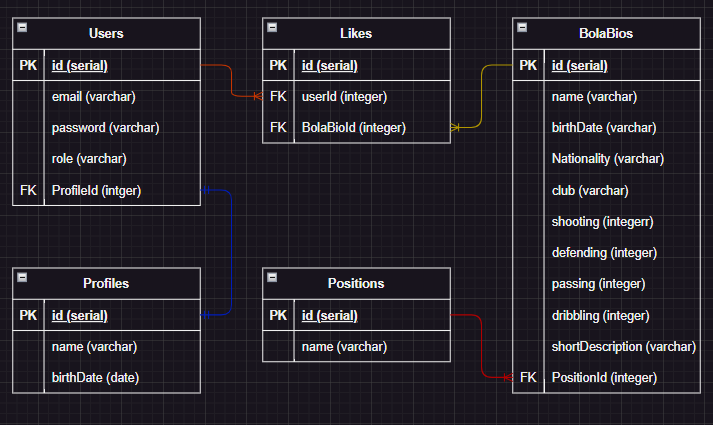 Users
PK id (serial)
email (varchar)
password (varchar)
role (varchar)
FK ProfileId (intger)
Likes
PK id (serial)
FK userId (integer)
FK BolaBioId (integer)
BolaBios
PK id (serial)
name (varchar)
birthDate (varchar)
Nationality (varchar)
club (varchar)
shooting (integerr)
defending (integer)
passing (integer)
dribbling (integer)
shortDescription (varchar)
FK PositionId (integer)
Profiles
PK id (serial)
name (varchar)
birthDate (date)
Positions
PK id (serial)
name (varchar)